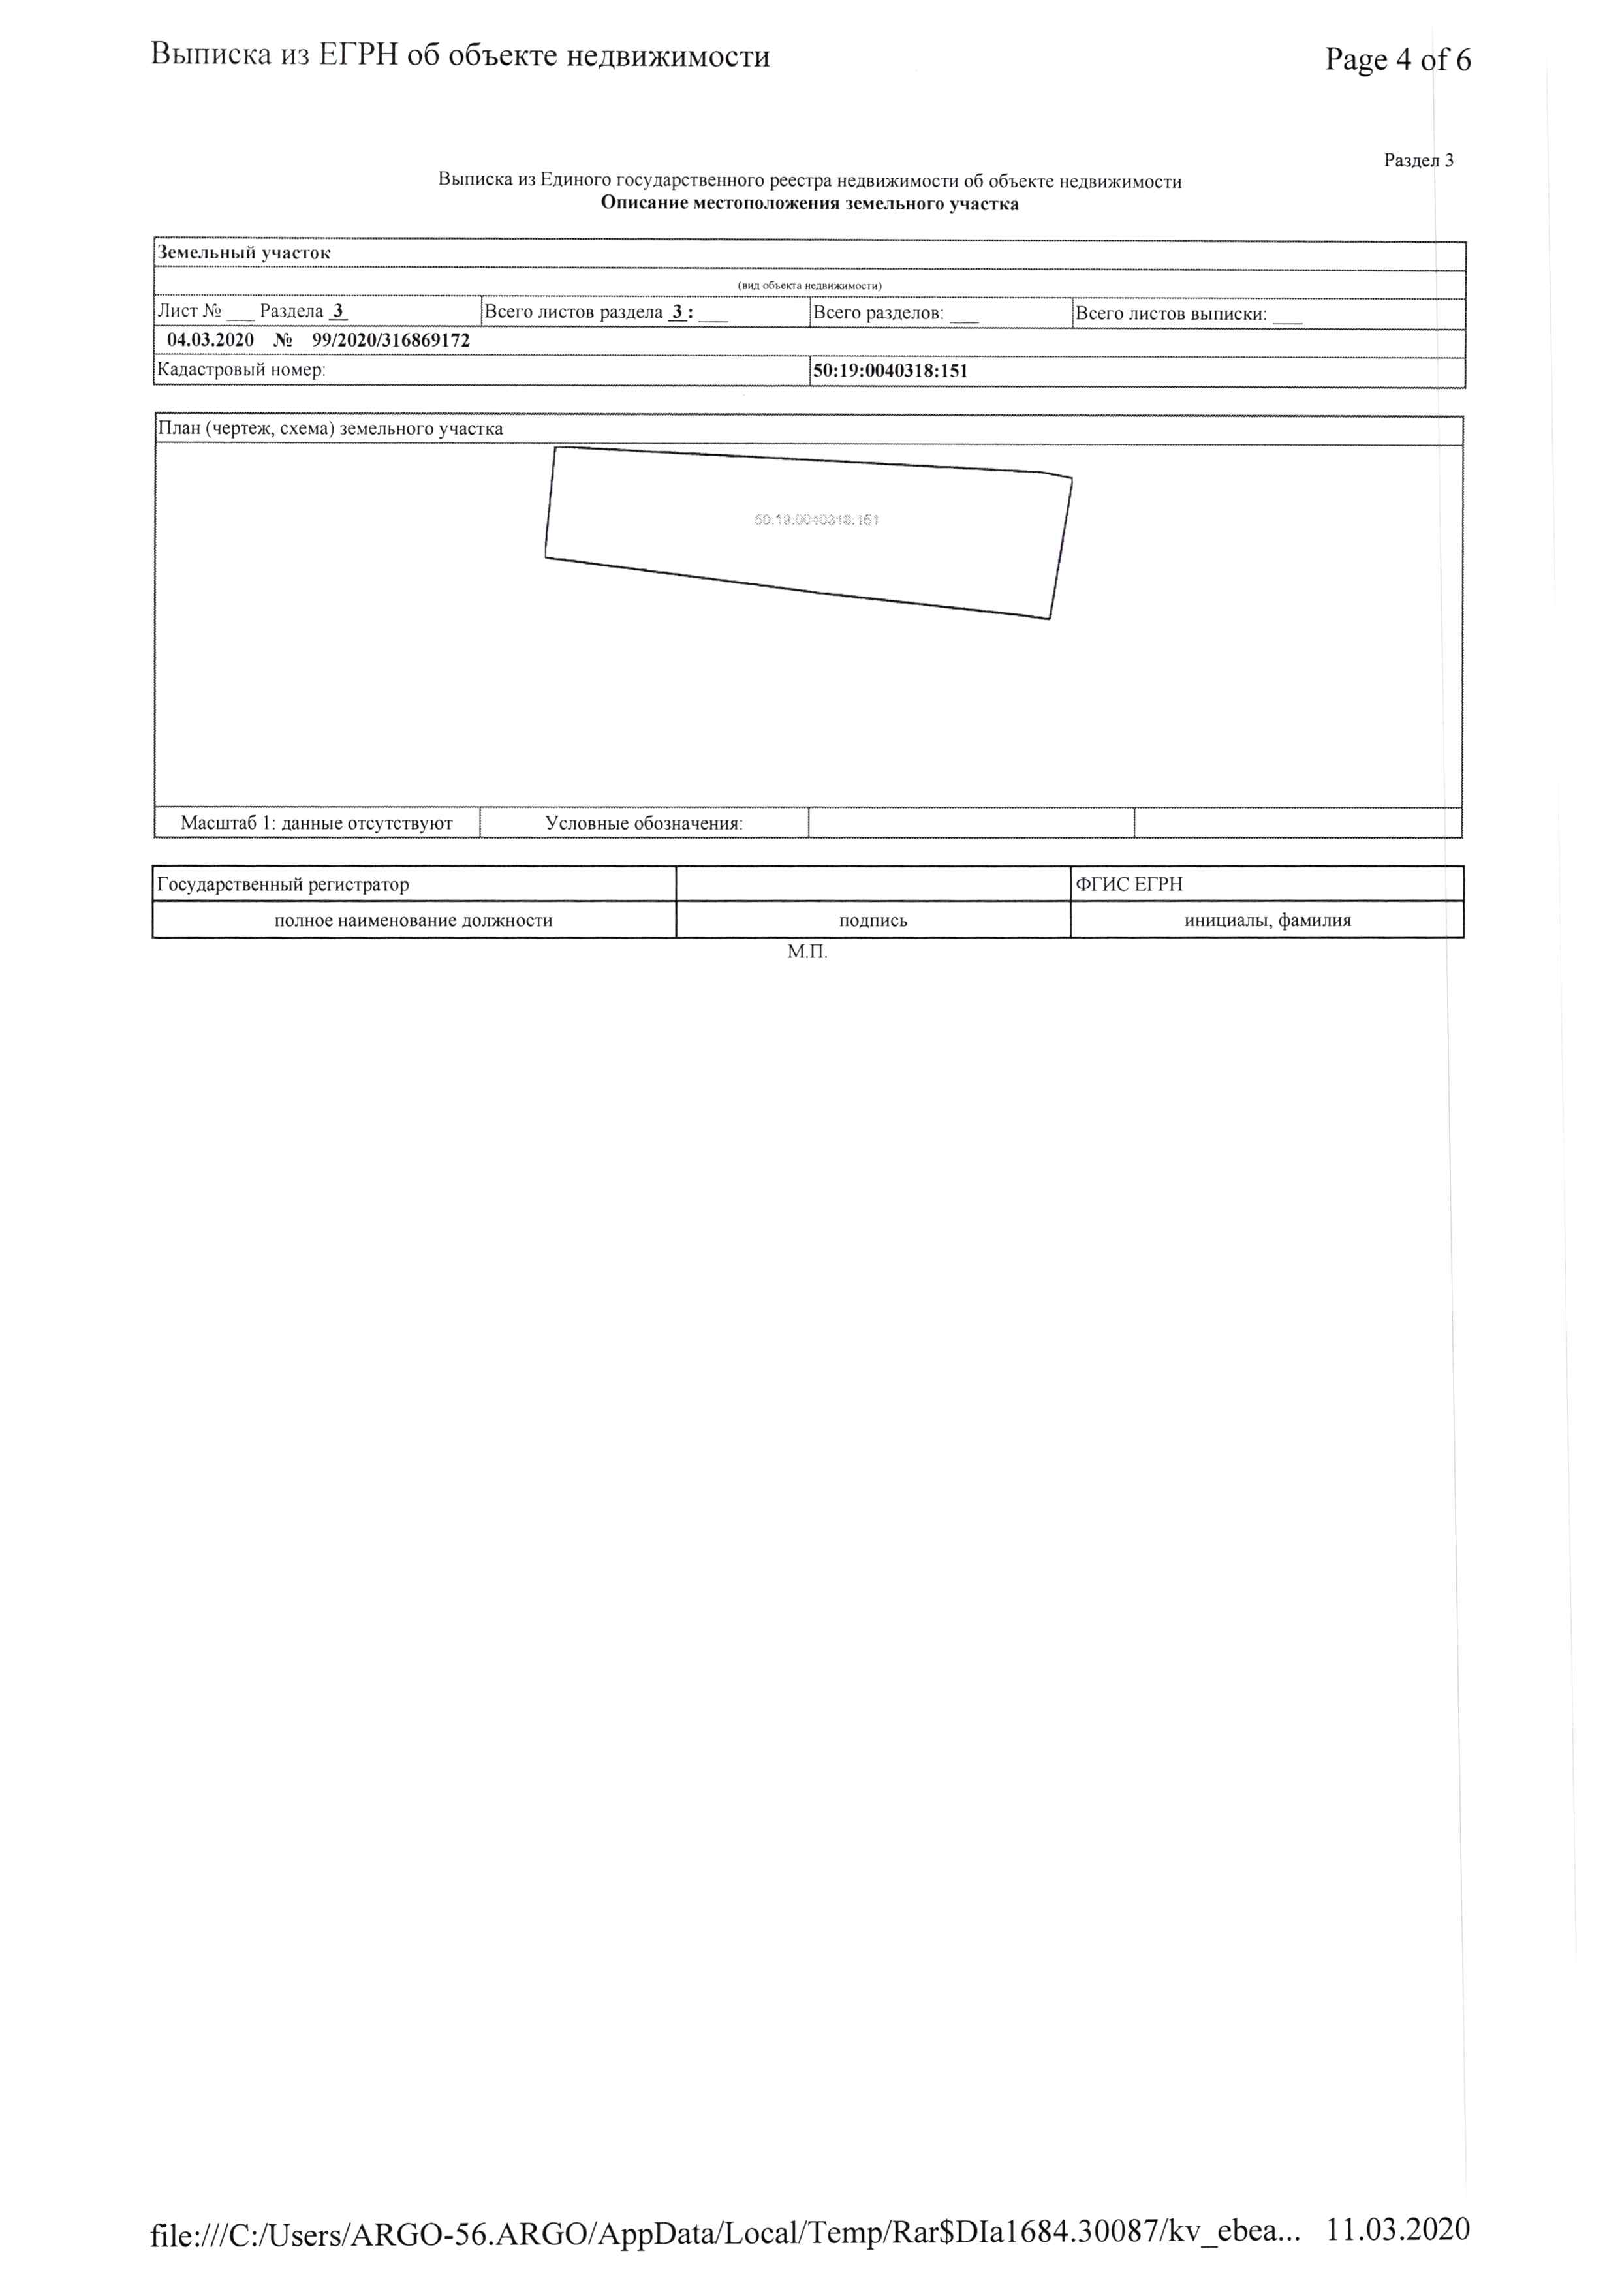 Выписка из ЕГРН об объекте недвижимости Page 4 of 6
Раздел 3
Выписка из Единого государственного реестра недвижимости об объекте недвижимости
Описание местоположения земельного участка
Земельный участок
(вид объекта недвижимости)
Лист № ___ Раздела 3 Всего листов раздела 3 : ___ Всего разделов: ___ Всего листов выписки: ___
04.03.2020 № 99/2020/316869172
Кадастровый номер: 50:19:0040318:151
План (чертеж, схема) земельного участка
50:19:0040318:151
Масштаб 1: данные отсутствуют Условные обозначения:
Государственный регистратор ФГИС ЕГРН
полное наименование должности подпись инициалы, фамилия
М.П.
file:///C:/Users/ARGO-56.ARGO/AppData/Local/Temp/Rar$DIa1684.30087/kv_ebea... 11.03.2020